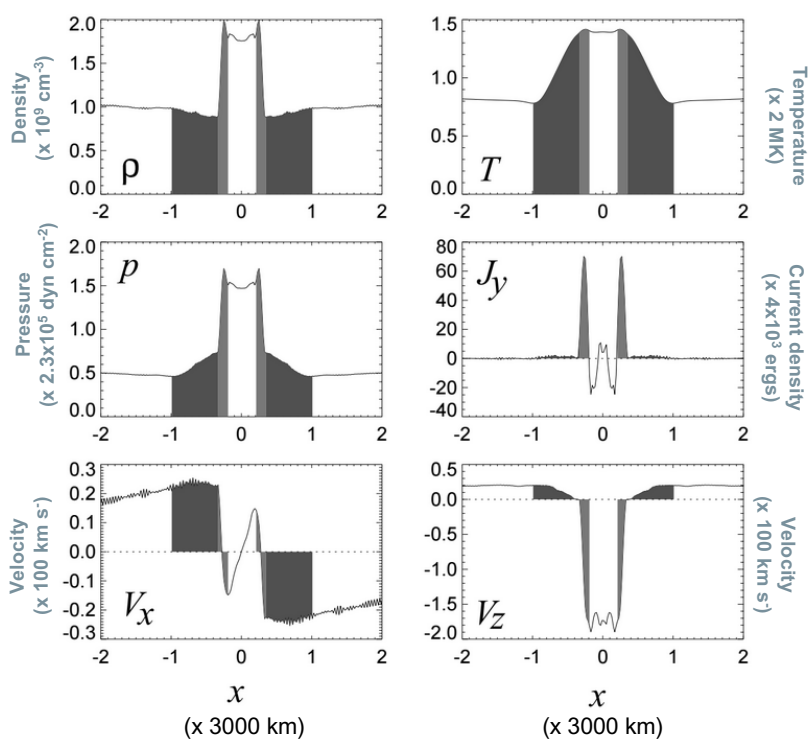 Density
(x 10⁹ cm⁻³)
2.0
1.5
1.0
0.5
0.0
ρ
-2 -1 0 1 2
1.5
1.0
0.5
0.0
T
-2 -1 0 1 2
Temperature
(x 2 MK)
Pressure
(x 2.3x10⁵ dyn cm⁻²)
2.0
1.5
1.0
0.5
0.0
p
-2 -1 0 1 2
80
60
40
20
0
-20
-40
Jy
-2 -1 0 1 2
Current density
(x 4x10³ ergs)
Velocity
(x 100 km s⁻)
0.3
0.2
0.1
0.0
-0.1
-0.2
-0.3
Vx
-2 -1 0 1 2
x
(x 3000 km)
0.5
0.0
-0.5
-1.0
-1.5
-2.0
Vz
-2 -1 0 1 2
x
(x 3000 km)
Velocity
(x 100 km s⁻)